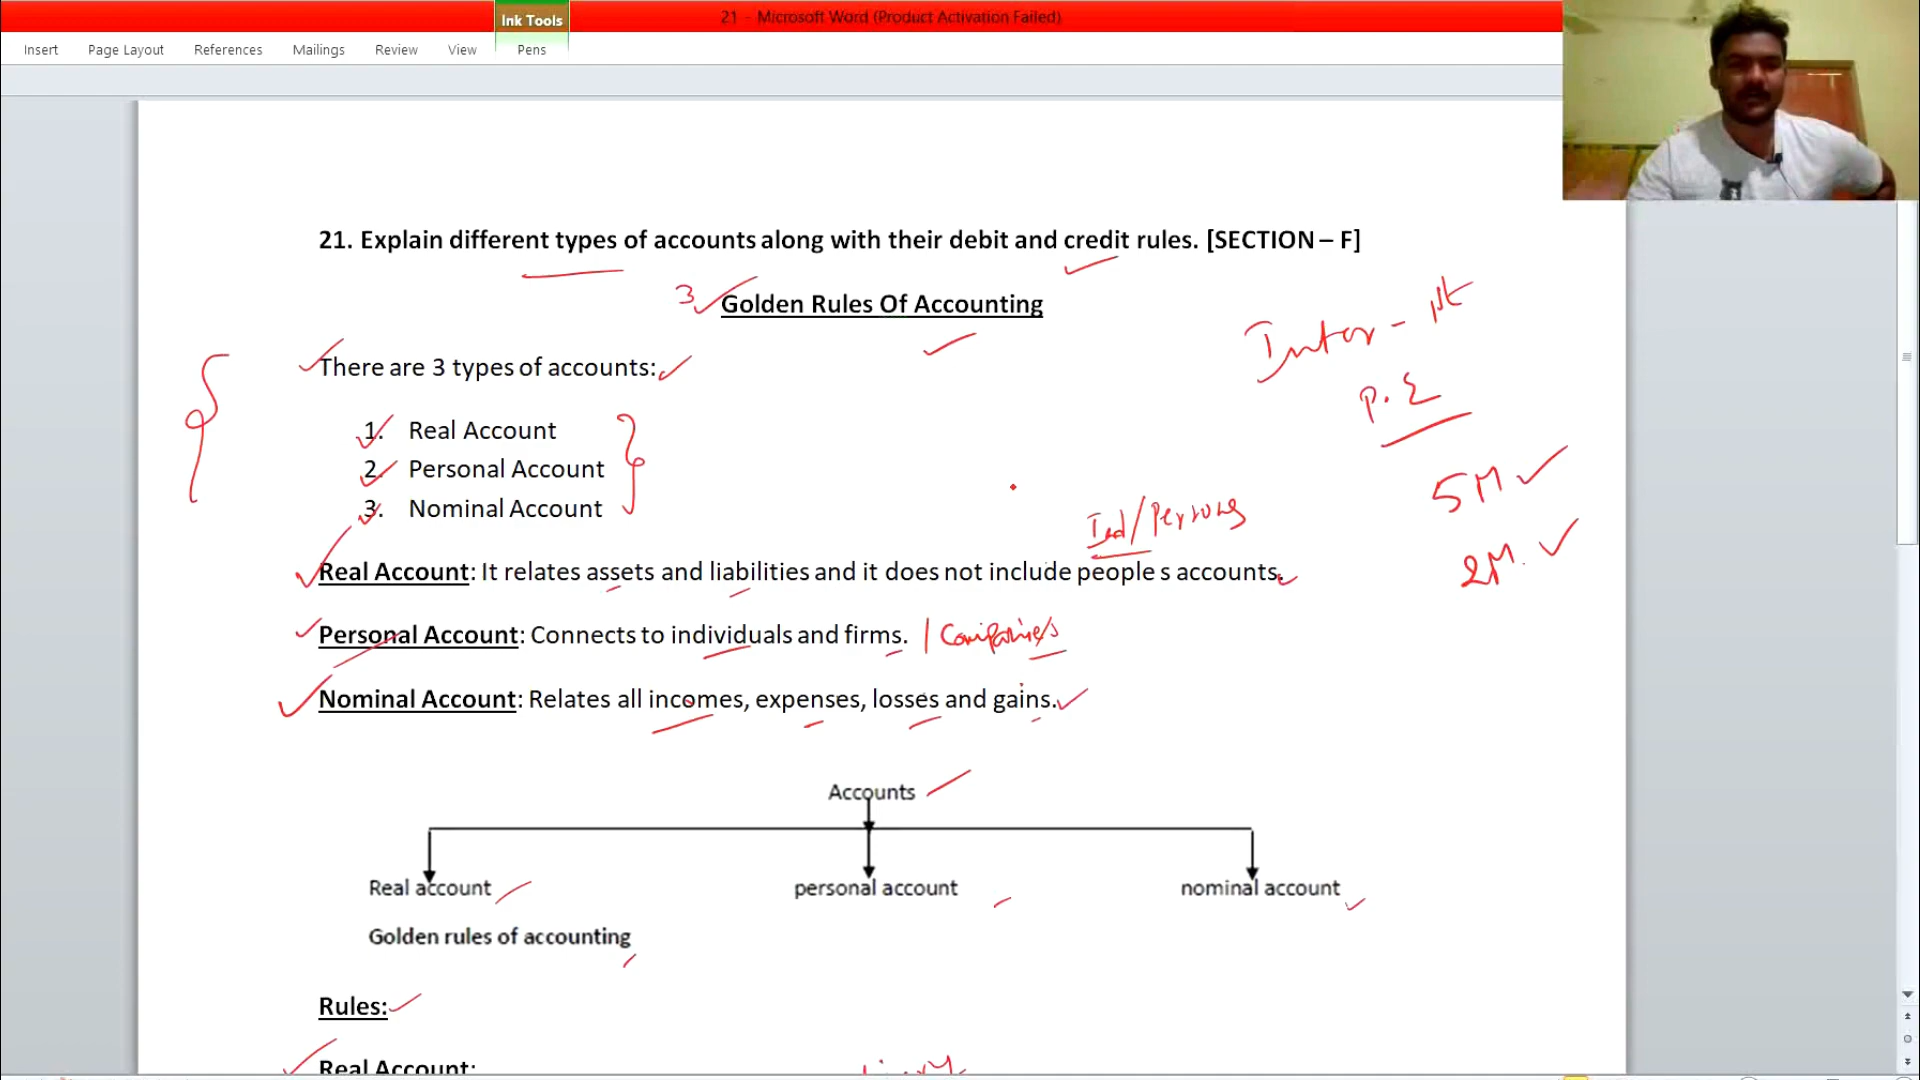 Ink Tools
21 - Microsoft Word (Product Activation Failed)
Insert Page Layout References Mailings Review View Pens
21. Explain different types of accounts along with their debit and credit rules. [SECTION – F]
3
Golden Rules Of Accounting
Inter - 1st
There are 3 types of accounts:
P. E
1. Real Account
2. Personal Account
5M
3. Nominal Account
Ind/Persons
2M.
Real Account: It relates assets and liabilities and it does not include people s accounts.
Personal Account: Connects to individuals and firms. | Companies
Nominal Account: Relates all incomes, expenses, losses and gains.
Accounts
Real account personal account nominal account
Golden rules of accounting
Rules:
Real Account: